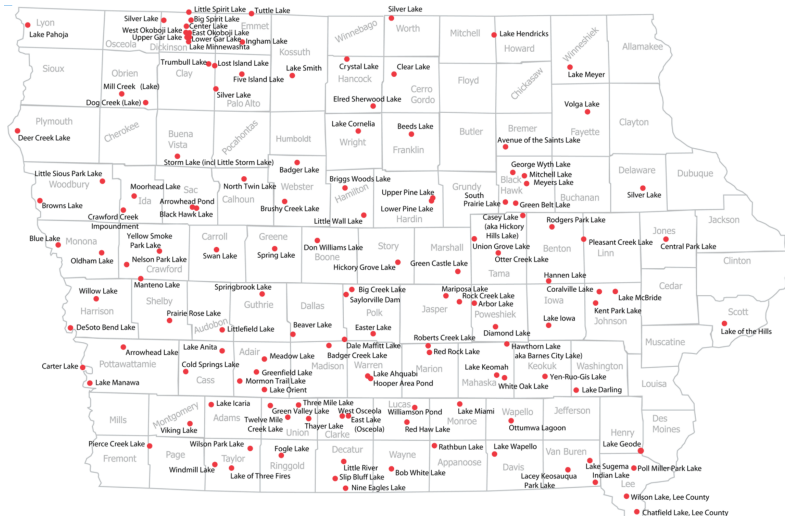 Little Spirit Lake
Tuttle Lake
Silver Lake
Big Spirit Lake
Center Lake
West Okoboji Lake
East Okoboji Lake
Upper Gar Lake
Lower Gar Lake
Lake Minnewashta
Ingham Lake
Silver Lake
Lyon
Lake Pahoja
Osceola
Dickinson
Emmet
Kossuth
Winnebago
Worth
Mitchell
Lake Hendricks
Howard
Winneshiek
Allamakee
Sioux
Obrien
Clay
Trumbull Lake
Lost Island Lake
Five Island Lake
Lake Smith
Crystal Lake
Clear Lake
Hancock
Cerro
Gordo
Floyd
Chickasaw
Lake Meyer
Mill Creek (Lake)
Dog Creek (Lake)
Silver Lake
Palo Alto
Elred Sherwood Lake
Volga Lake
Plymouth
Deer Creek Lake
Cherokee
Buena
Vista
Pocahontas
Humboldt
Lake Cornelia
Wright
Beeds Lake
Franklin
Butler
Bremer
Avenue of the Saints Lake
Fayette
Clayton
Storm Lake (incl Little Storm Lake)
Badger Lake
Little Sioux Park Lake
Woodbury
Moorhead Lake
Ida
Sac
Arrowhead Pond
Black Hawk Lake
North Twin Lake
Calhoun
Webster
Brushy Creek Lake
Briggs Woods Lake
Hamilton
Little Wall Lake
Upper Pine Lake
Lower Pine Lake
Hardin
Grundy
George Wyth Lake
Mitchell Lake
Meyers Lake
Black
Hawk
South
Prairie Lake
Green Belt Lake
Buchanan
Delaware
Silver Lake
Dubuque
Browns Lake
Crawford Creek
Impoundment
Blue Lake
Monona
Oldham Lake
Yellow Smoke
Park Lake
Nelson Park Lake
Crawford
Carroll
Swan Lake
Greene
Spring Lake
Don Williams Lake
Boone
Story
Hickory Grove Lake
Marshall
Green Castle Lake
Casey Lake
(aka Hickory
Hills Lake)
Union Grove Lake
Otter Creek Lake
Tama
Rodgers Park Lake
Benton
Pleasant Creek Lake
Linn
Jones
Central Park Lake
Jackson
Clinton
Manteno Lake
Willow Lake
Harrison
Shelby
Prairie Rose Lake
Audubon
Springbrook Lake
Guthrie
Littlefield Lake
Dallas
Beaver Lake
Big Creek Lake
Saylorville Dam
Polk
Easter Lake
Jasper
Mariposa Lake
Rock Creek Lake
Arbor Lake
Poweshiek
Diamond Lake
Hannen Lake
Iowa
Lake Iowa
Coralville Lake
Lake McBride
Kent Park Lake
Johnson
Cedar
Scott
Lake of the Hills
Muscatine
DeSoto Bend Lake
Arrowhead Lake
Pottawattamie
Carter Lake
Lake Manawa
Lake Anita
Cold Springs Lake
Cass
Adair
Meadow Lake
Greenfield Lake
Mormon Trail Lake
Lake Orient
Dale Maffitt Lake
Badger Creek Lake
Madison
Warren
Lake Ahquabi
Hooper Area Pond
Roberts Creek Lake
Red Rock Lake
Marion
Lake Keomah
Mahaska
White Oak Lake
Hawthorn Lake
(aka Barnes City Lake)
Keokuk
Yen-Ruo-Gis Lake
Washington
Lake Darling
Louisa
Mills
Montgomery
Viking Lake
Lake Icaria
Adams
Three Mile Lake
Green Valley Lake
Twelve Mile
Creek Lake
Thayer Lake
Union
West Osceola
East Lake
(Osceola)
Clarke
Lucas
Williamson Pond
Red Haw Lake
Lake Miami
Monroe
Wapello
Ottumwa Lagoon
Jefferson
Henry
Des
Moines
Lake Geode
Pierce Creek Lake
Fremont
Page
Wilson Park Lake
Taylor
Windmill Lake
Lake of Three Fires
Fogle Lake
Ringgold
Decatur
Little River
Slip Bluff Lake
Nine Eagles Lake
Wayne
Bob White Lake
Rathbun Lake
Appanoose
Lake Wapello
Davis
Van Buren
Lacey Keosauqua
Park Lake
Lake Sugema
Indian Lake
Poll Miller Park Lake
Lee
Wilson Lake, Lee County
Chatfield Lake, Lee County